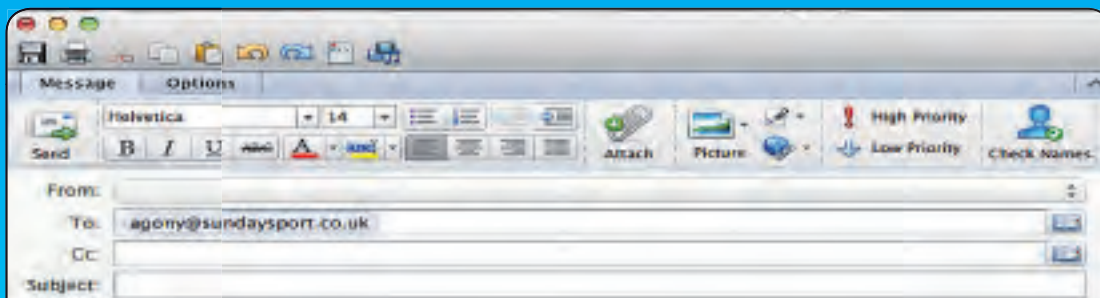 Message Options
Helvetica 14
Send B I U abc A Attach Picture High Priority
Low Priority Check Names
From:
To: agony@sundaysport.co.uk
Cc:
Subject: